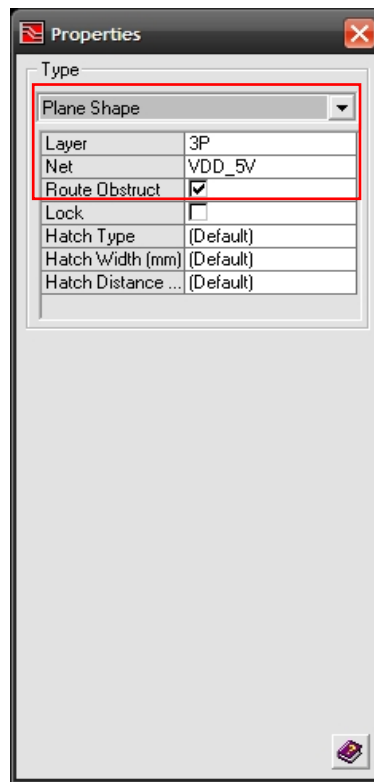 Properties
Type
Plane Shape
Layer 3P
Net VDD_5V
Route Obstruct
Lock
Hatch Type (Default)
Hatch Width (mm) (Default)
Hatch Distance ... (Default)